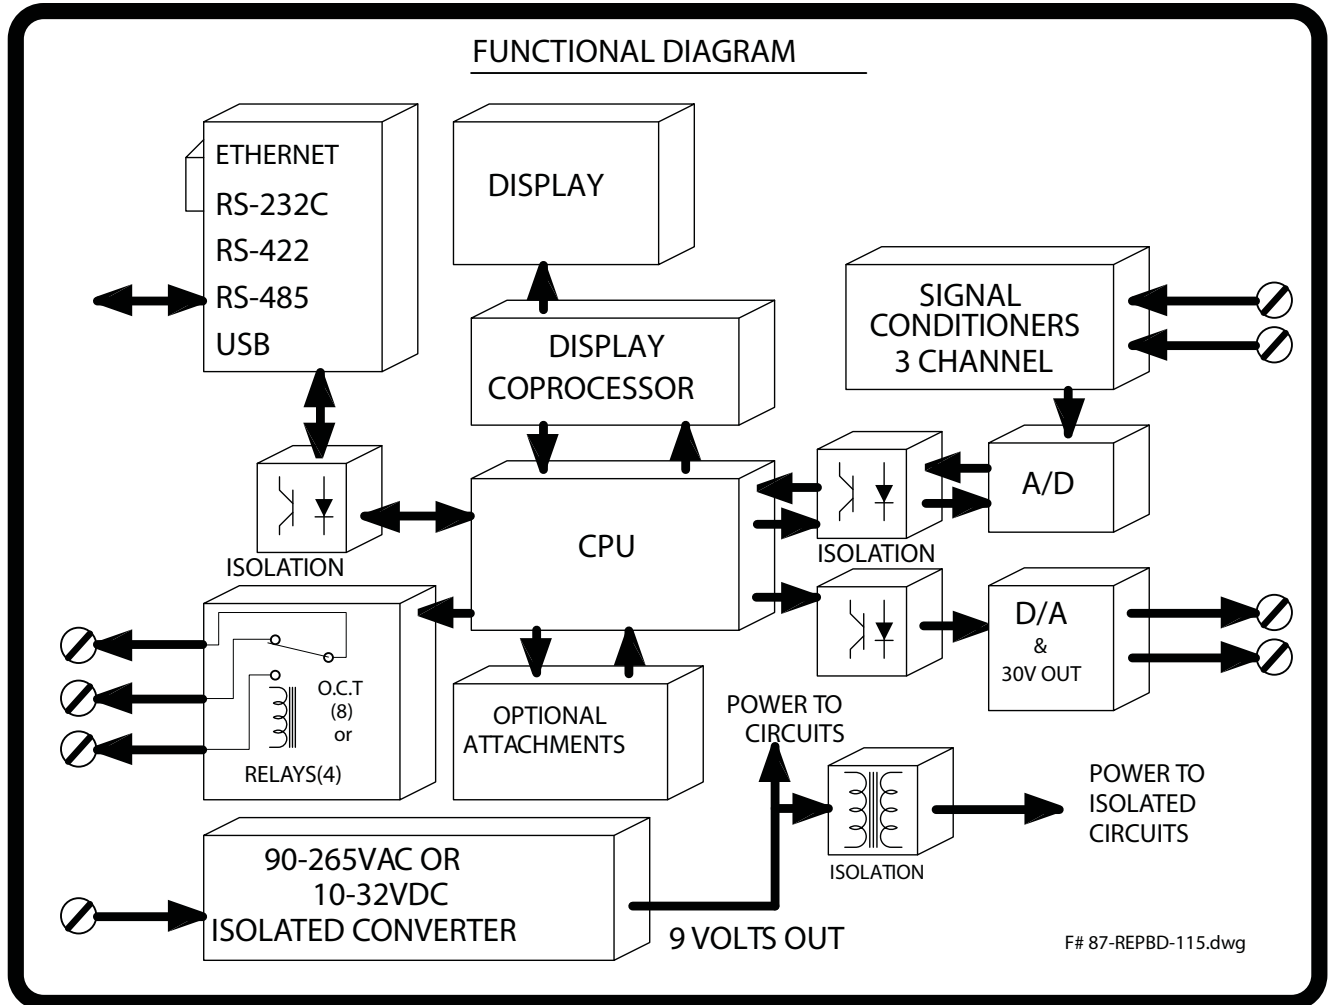 FUNCTIONAL DIAGRAM
ETHERNET
RS-232C
RS-422
RS-485
USB
DISPLAY
DISPLAY
COPROCESSOR
SIGNAL
CONDITIONERS
3 CHANNEL
A/D
ISOLATION
CPU
ISOLATION
D/A
&
30V OUT
O.C.T
(8)
or
RELAYS(4)
OPTIONAL
ATTACHMENTS
POWER TO
CIRCUITS
ISOLATION
POWER TO
ISOLATED
CIRCUITS
90-265VAC OR
10-32VDC
ISOLATED CONVERTER
9 VOLTS OUT
F# 87-REPBD-115.dwg